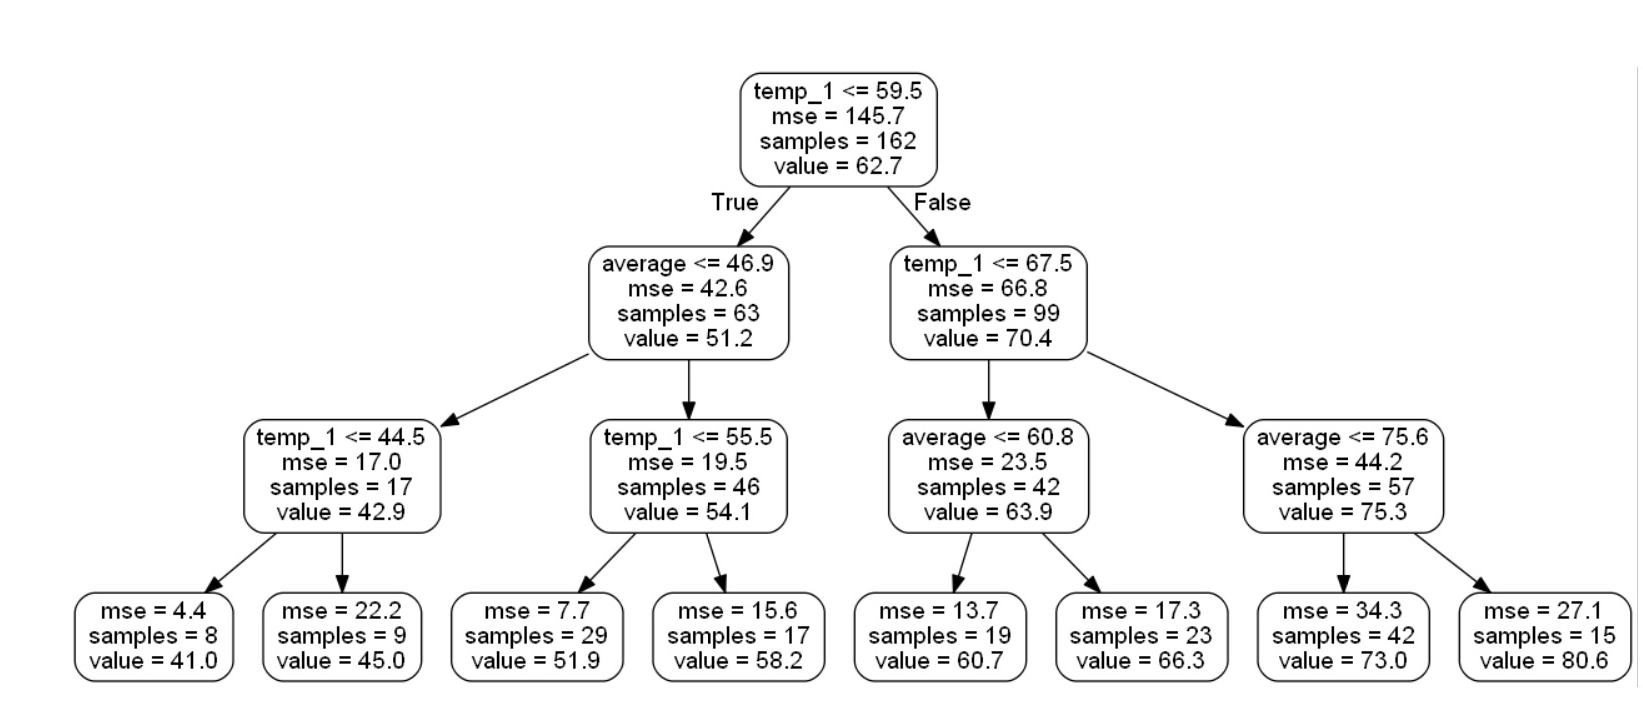 temp_1 <= 59.5
mse = 145.7
samples = 162
value = 62.7
True
False
average <= 46.9
mse = 42.6
samples = 63
value = 51.2
temp_1 <= 67.5
mse = 66.8
samples = 99
value = 70.4
temp_1 <= 44.5
mse = 17.0
samples = 17
value = 42.9
temp_1 <= 55.5
mse = 19.5
samples = 46
value = 54.1
average <= 60.8
mse = 23.5
samples = 42
value = 63.9
average <= 75.6
mse = 44.2
samples = 57
value = 75.3
mse = 4.4
samples = 8
value = 41.0
mse = 22.2
samples = 9
value = 45.0
mse = 7.7
samples = 29
value = 51.9
mse = 15.6
samples = 17
value = 58.2
mse = 13.7
samples = 19
value = 60.7
mse = 17.3
samples = 23
value = 66.3
mse = 34.3
samples = 42
value = 73.0
mse = 27.1
samples = 15
value = 80.6